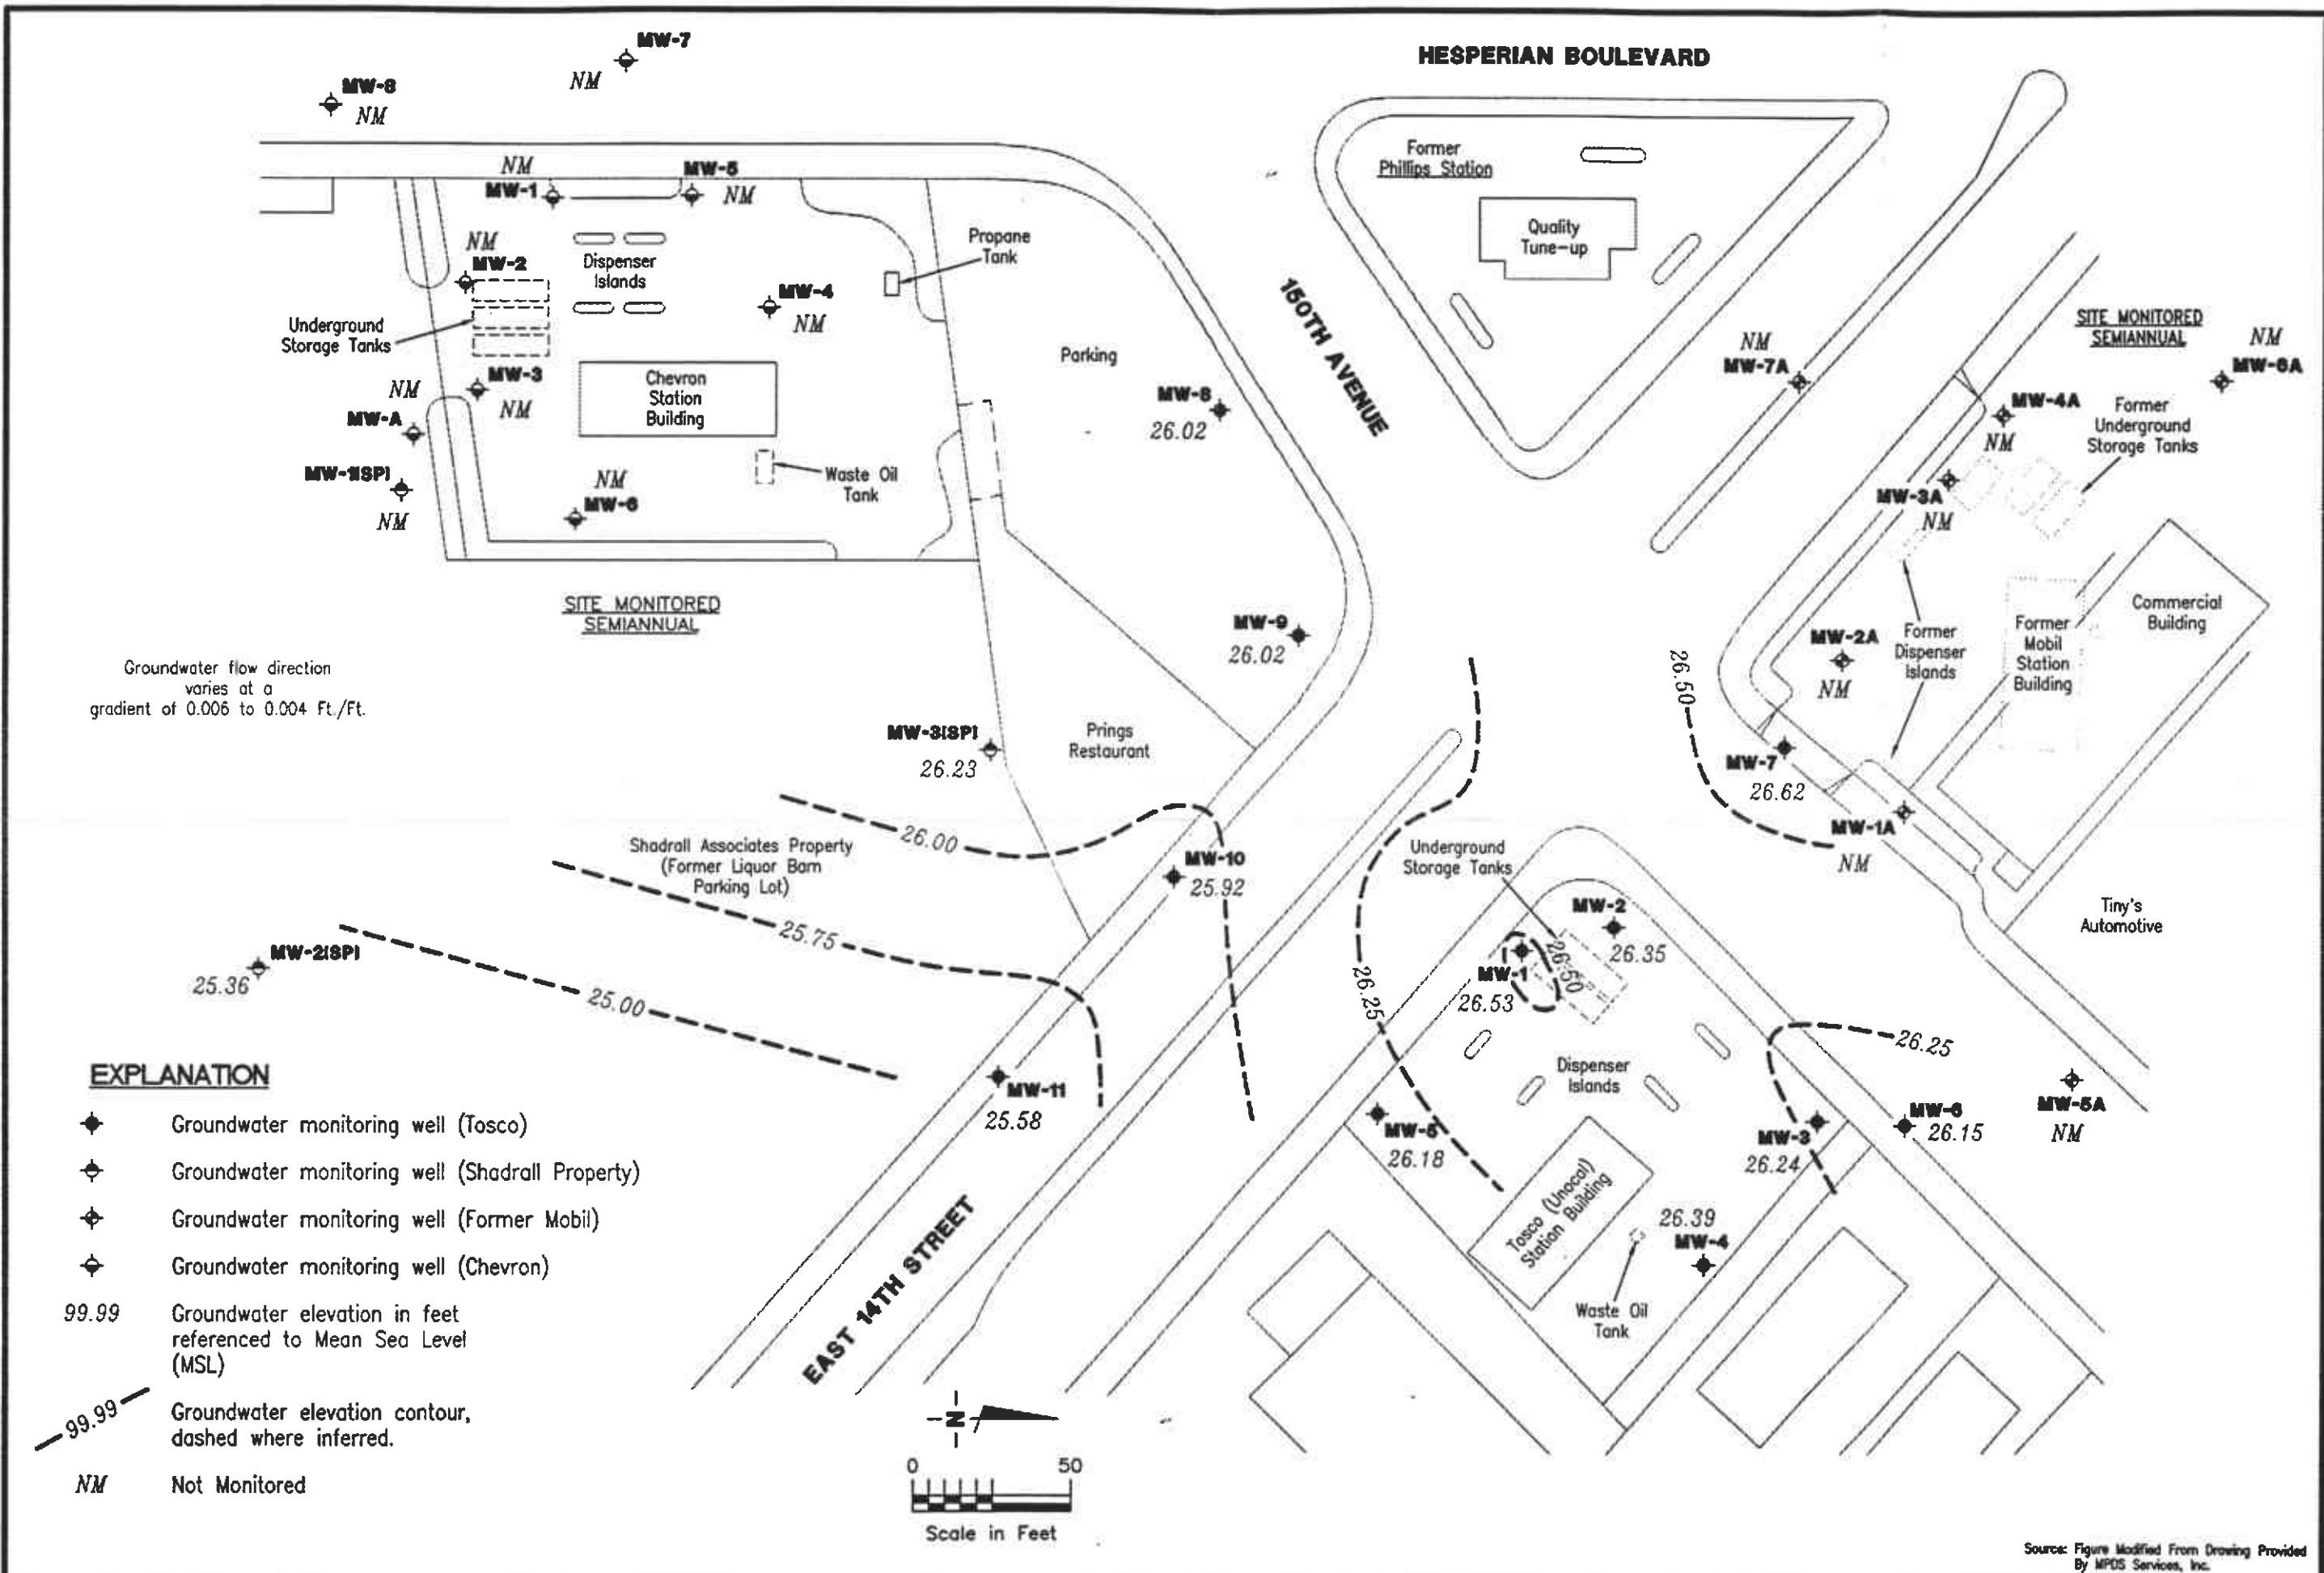 HESPERIAN BOULEVARD
MW-7
NM
MW-8
NM
NM
MW-1
MW-5
NM
NM
MW-2
Dispenser
Islands
MW-4
NM
Propane
Tank
Underground
Storage Tanks
NM
MW-3
NM
Chevron
Station
Building
MW-A
MW-1(SP)
NM
NM
MW-6
Waste Oil
Tank
SITE MONITORED
SEMIANNUAL
Groundwater flow direction
varies at a
gradient of 0.006 to 0.004 Ft./Ft.
Parking
MW-8
26.02
MW-9
26.02
150TH AVENUE
Former
Phillips Station
Quality
Tune-up
NM
MW-7A
SITE MONITORED
SEMIANNUAL
NM
MW-6A
MW-4A
NM
Former
Underground
Storage Tanks
MW-3A
NM
Commercial
Building
MW-2A
NM
Former
Dispenser
Islands
Former
Mobil
Station
Building
26.50
MW-7
26.62
MW-1A
NM
Tiny's
Automotive
MW-3(SP)
26.23
Prings
Restaurant
Shadrall Associates Property
(Former Liquor Barn
Parking Lot)
26.00
25.75
25.00
MW-2(SP)
25.36
MW-10
25.92
MW-11
25.58
Underground
Storage Tanks
MW-2
26.35
MW-1
26.53
26.50
26.25
Dispenser
Islands
26.25
MW-5
26.18
MW-3
26.24
MW-6
26.15
MW-5A
NM
Tosco (Unocal)
Station Building
26.39
MW-4
Waste Oil
Tank
EAST 14TH STREET
EXPLANATION
Groundwater monitoring well (Tosco)
Groundwater monitoring well (Shadrall Property)
Groundwater monitoring well (Former Mobil)
Groundwater monitoring well (Chevron)
99.99 Groundwater elevation in feet
referenced to Mean Sea Level
(MSL)
99.99 Groundwater elevation contour,
dashed where inferred.
NM Not Monitored
N
0 50
Scale in Feet
Source: Figure Modified From Drawing Provided
By MPDS Services, Inc.